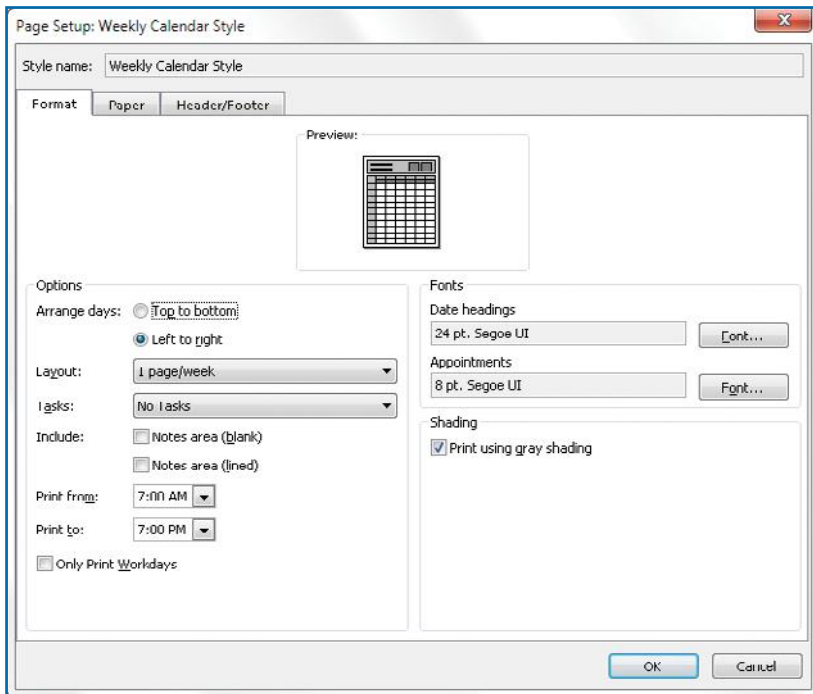 Page Setup: Weekly Calendar Style
Style name: Weekly Calendar Style
Format Paper Header/Footer
Preview:
Options
Arrange days: Top to bottom
Left to right
Layout: 1 page/week
Tasks: No Tasks
Include: Notes area (blank)
Notes area (lined)
Print from: 7:00 AM
Print to: 7:00 PM
Only Print Workdays
Fonts
Date headings
24 pt. Segoe UI Font...
Appointments
8 pt. Segoe UI Font...
Shading
Print using gray shading
OK Cancel